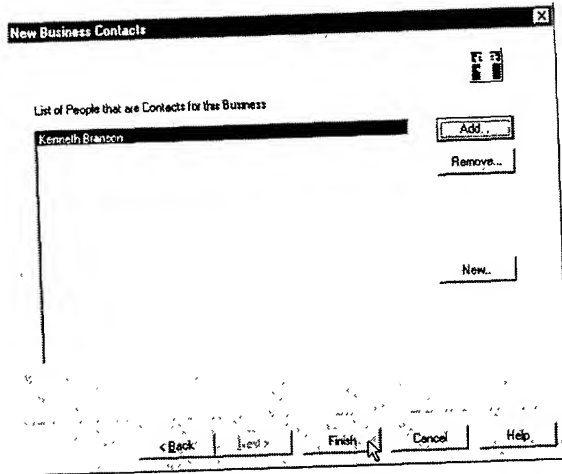 New Business Contacts
List of People that are Contacts for this Business
Kenneth Branson
Add...
Remove...
New...
< Back Next > Finish Cancel Help